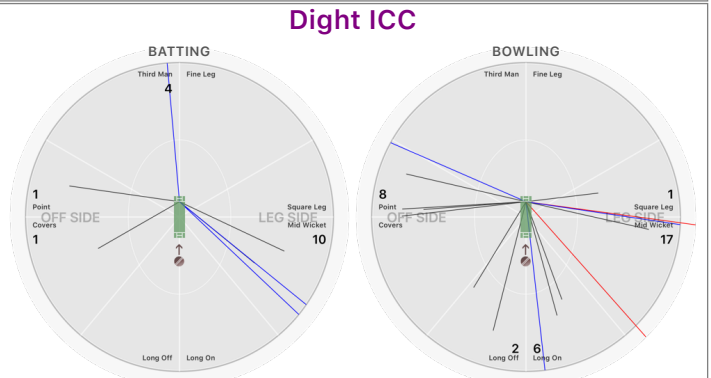 Dight ICC
BATTING
Third Man Fine Leg
4
1
Point
OFF SIDE
Covers
1
Square Leg
LEG SIDE
Mid Wicket
10
Long Off Long On
BOWLING
Third Man Fine Leg
8
Point
OFF SIDE
Covers
1
Square Leg
LEG SIDE
Mid Wicket
17
2 6
Long Off Long On